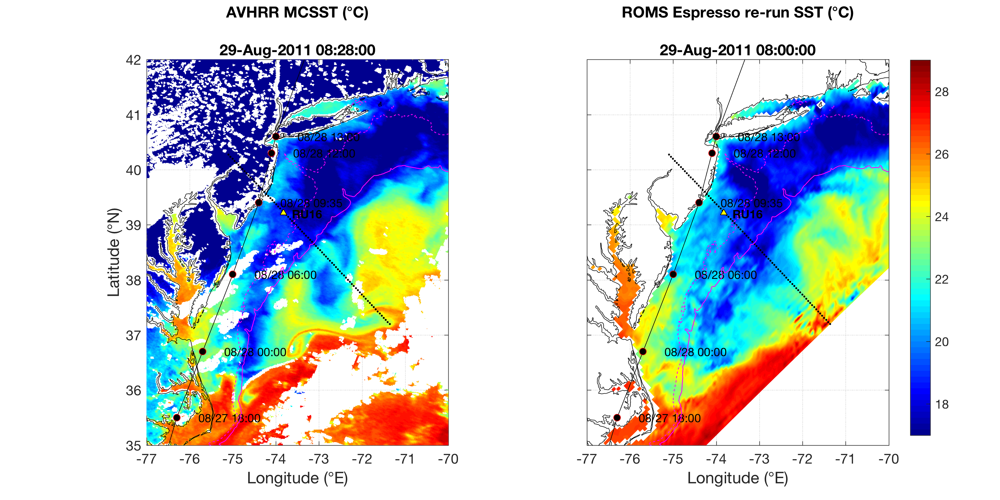 AVHRR MCSST (°C)
29-Aug-2011 08:28:00
42
41
40
39
38
37
36
35
Latitude (°N)
08/28 13:00
08/28 12:00
08/28 09:35
RU16
08/28 06:00
08/28 00:00
08/27 18:00
-77 -76 -75 -74 -73 -72 -71 -70
Longitude (°E)
ROMS Espresso re-run SST (°C)
29-Aug-2011 08:00:00
08/28 13:00
08/28 12:00
08/28 09:35
RU16
08/28 06:00
08/28 00:00
08/27 18:00
-77 -76 -75 -74 -73 -72 -71 -70
Longitude (°E)
28
26
24
22
20
18